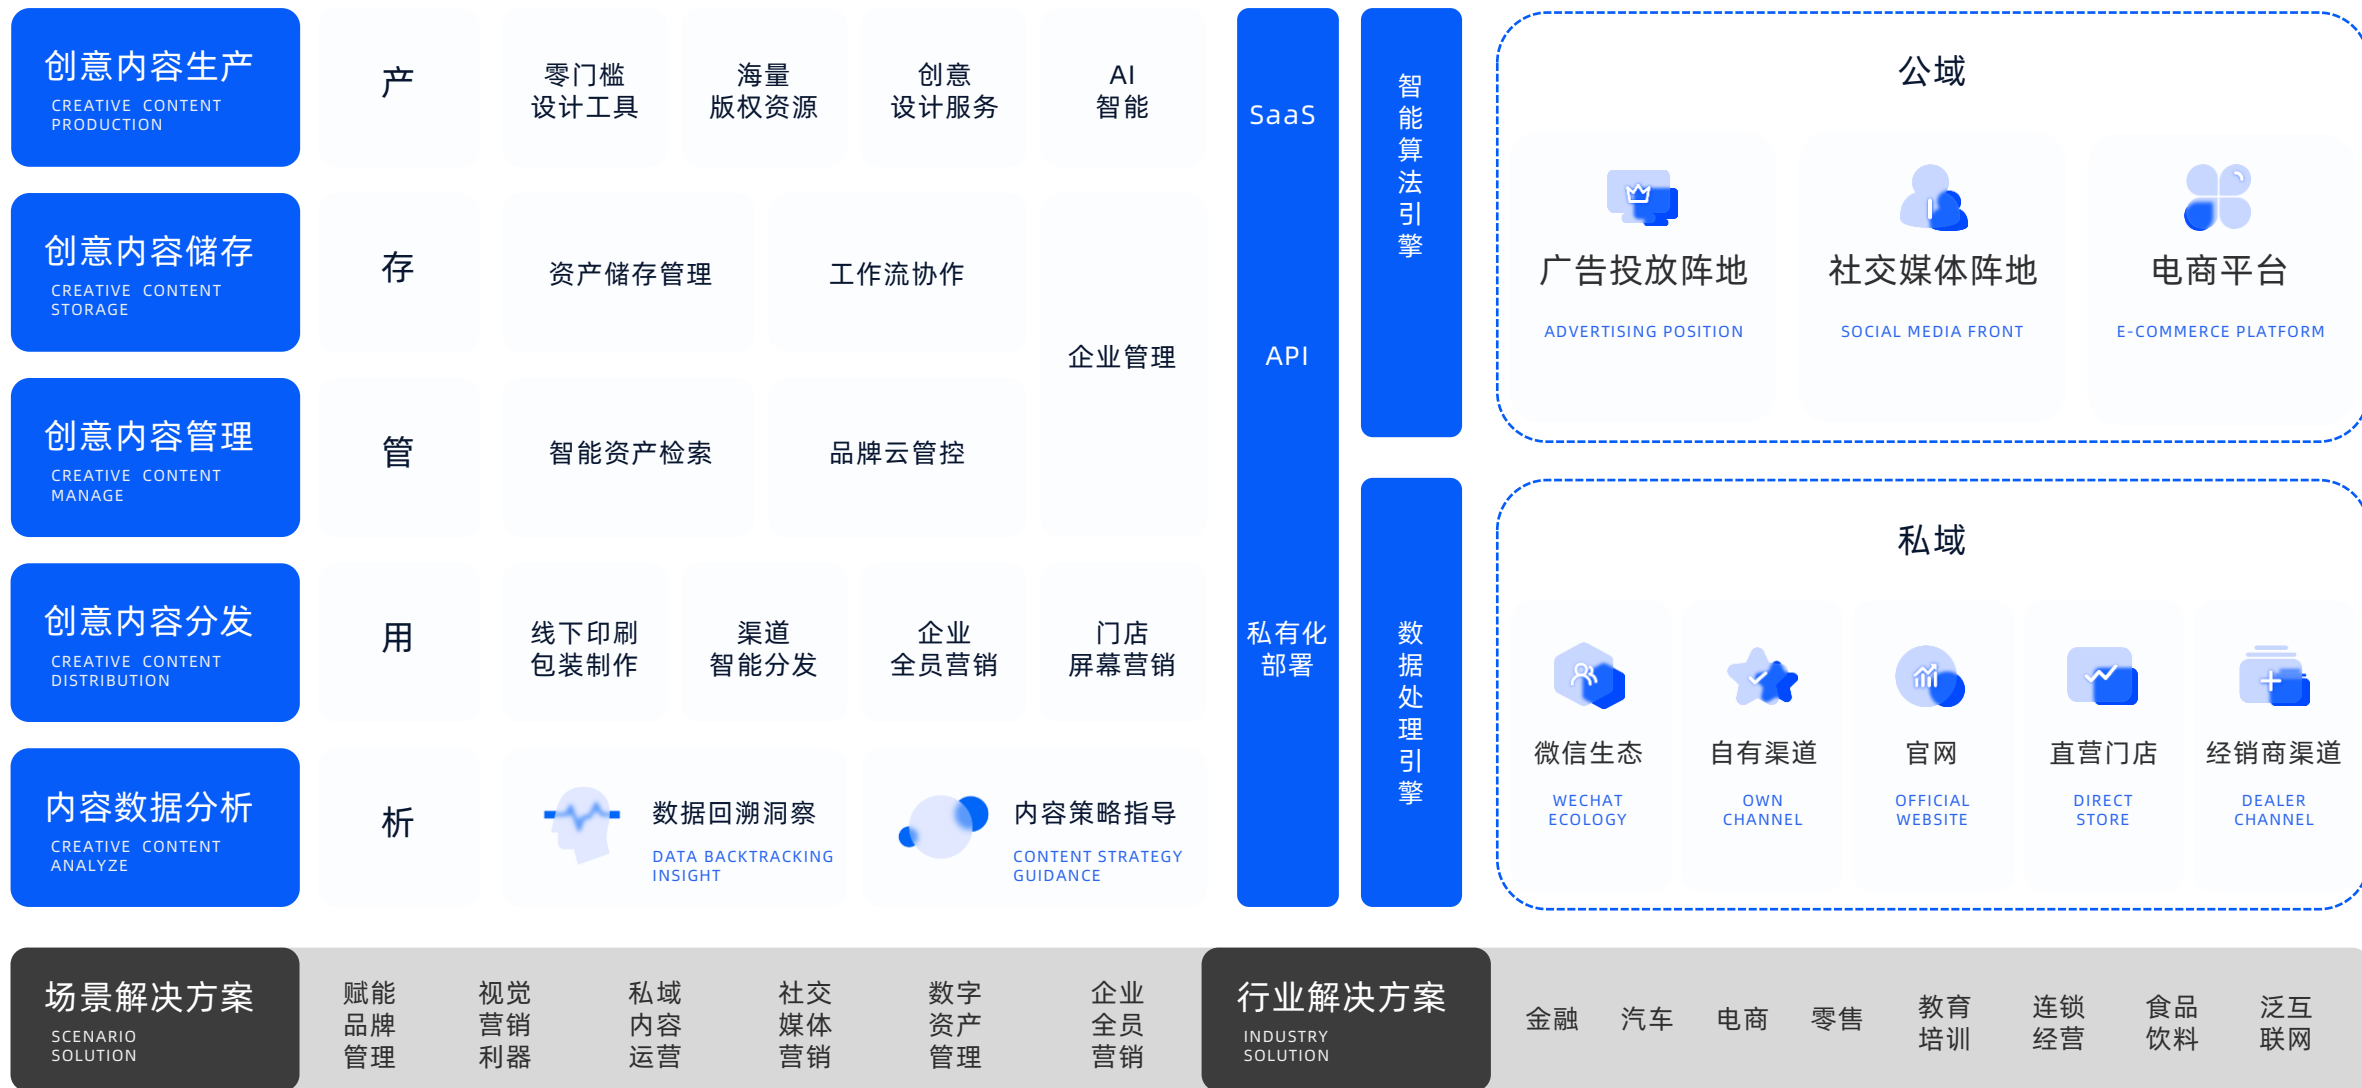 创意内容生产
CREATIVE CONTENT
PRODUCTION
产
零门槛
设计工具
海量
版权资源
创意
设计服务
AI
智能
创意内容储存
CREATIVE CONTENT
STORAGE
存
资产储存管理
工作流协作
企业管理
创意内容管理
CREATIVE CONTENT
MANAGE
管
智能资产检索
品牌云管控
创意内容分发
CREATIVE CONTENT
DISTRIBUTION
用
线下印刷
包装制作
渠道
智能分发
企业
全员营销
门店
屏幕营销
内容数据分析
CREATIVE CONTENT
ANALYZE
析
数据回溯洞察
DATA BACKTRACKING
INSIGHT
内容策略指导
CONTENT STRATEGY
GUIDANCE
SaaS
API
私有化
部署
智能算法引擎
数据处理引擎
公域
广告投放阵地
ADVERTISING POSITION
社交媒体阵地
SOCIAL MEDIA FRONT
电商平台
E-COMMERCE PLATFORM
私域
微信生态
WECHAT
ECOLOGY
自有渠道
OWN
CHANNEL
官网
OFFICIAL
WEBSITE
直营门店
DIRECT
STORE
经销商渠道
DEALER
CHANNEL
场景解决方案
SCENARIO
SOLUTION
赋能
品牌
管理
视觉
营销
利器
私域
内容
运营
社交
媒体
营销
数字
资产
管理
企业
全员
营销
行业解决方案
INDUSTRY
SOLUTION
金融
汽车
电商
零售
教育
培训
连锁
经营
食品
饮料
泛互
联网